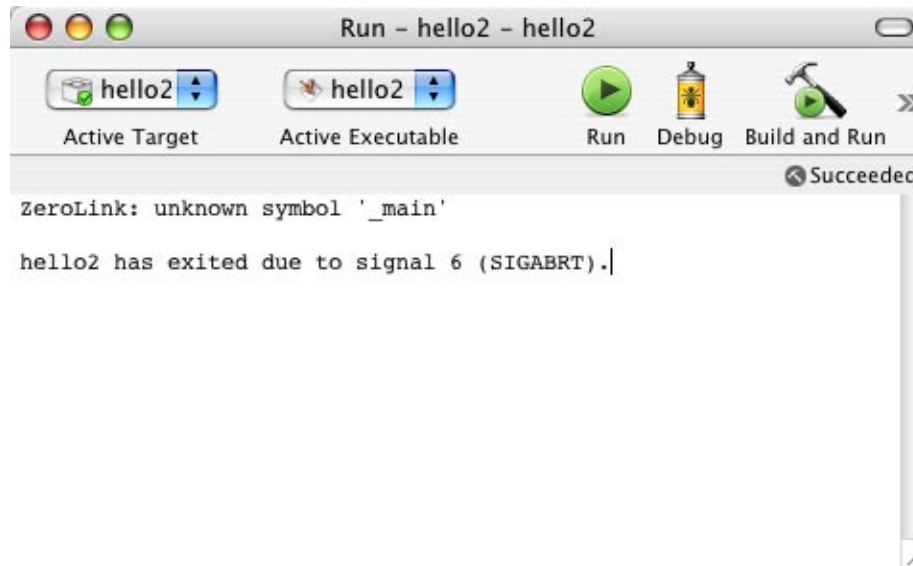 Run – hello2 – hello2
hello2 hello2
Active Target Active Executable Run Debug Build and Run
Succeeded
ZeroLink: unknown symbol '_main'
hello2 has exited due to signal 6 (SIGABRT).